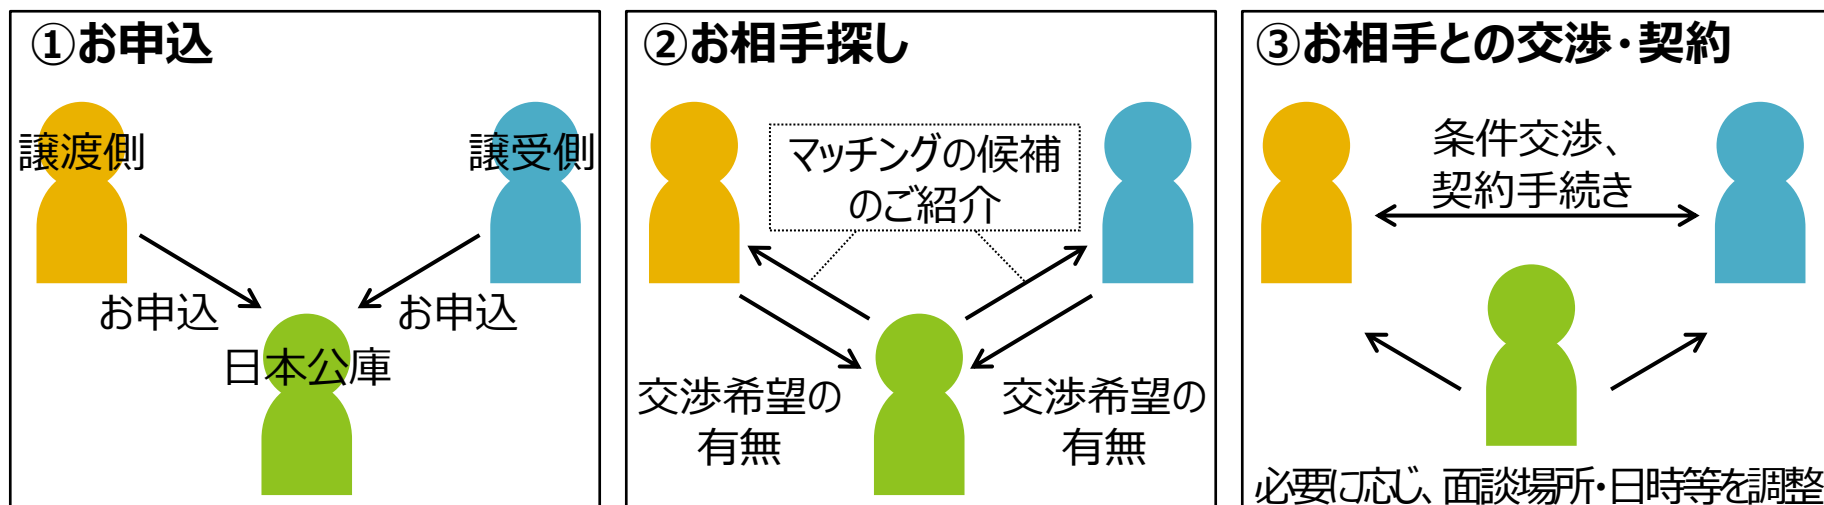 ①お申込
譲渡側
譲受側
お申込
お申込
日本公庫
②お相手探し
マッチングの候補
のご紹介
交渉希望の
有無
交渉希望の
有無
③お相手との交渉・契約
条件交渉、
契約手続き
必要に応じ、面談場所・日時等を調整